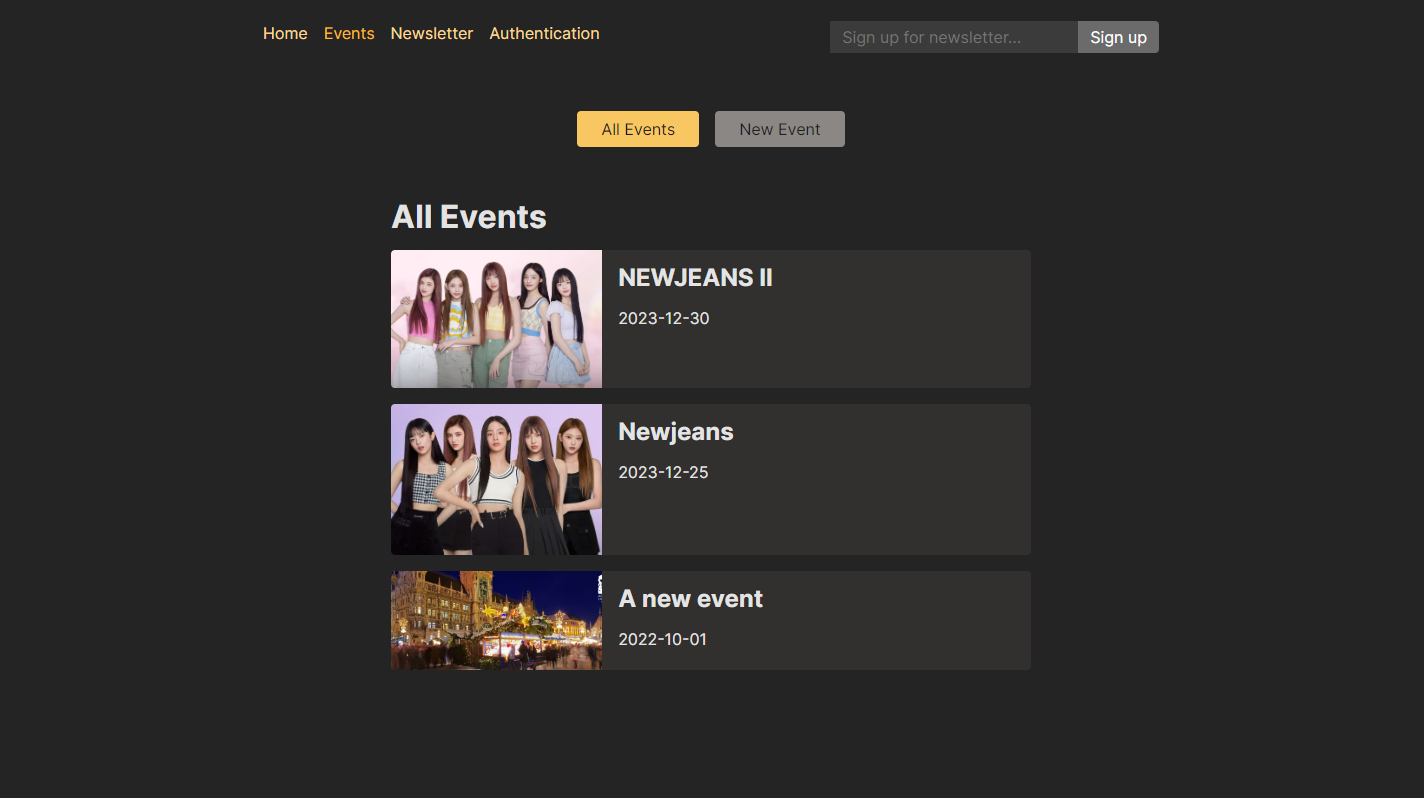 Home Events Newsletter Authentication
Sign up for newsletter... Sign up
All Events New Event
All Events
NEWJEANS II
2023-12-30
Newjeans
2023-12-25
A new event
2022-10-01